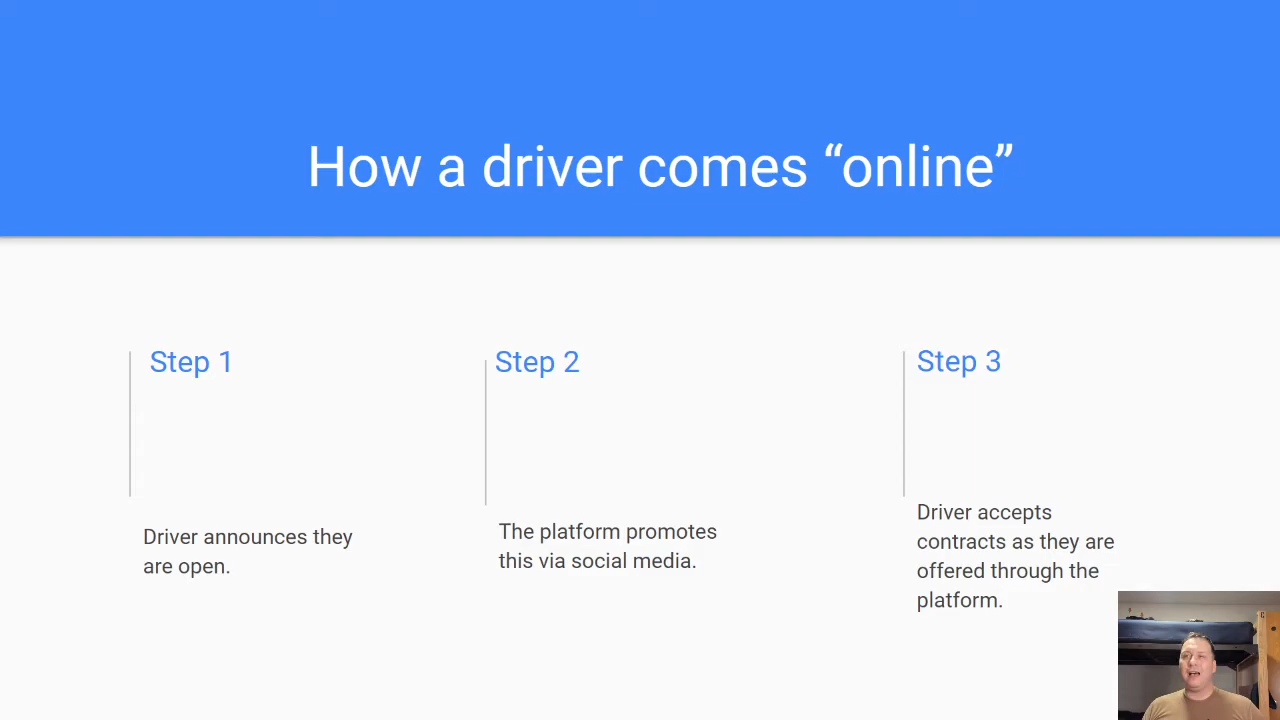 How a driver comes “online”
Step 1
Driver announces they
are open.
Step 2
The platform promotes
this via social media.
Step 3
Driver accepts
contracts as they are
offered through the
platform.